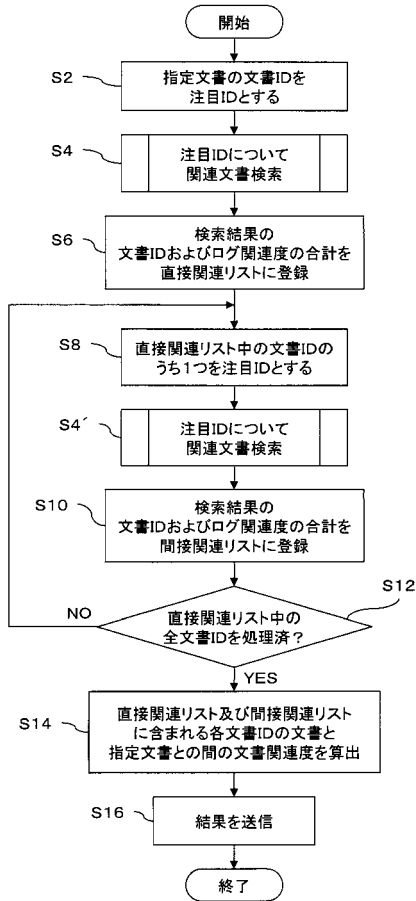 開始
S2
指定文書の文書IDを
注目IDとする
S4
注目IDについて
関連文書検索
S6
検索結果の
文書IDおよびログ関連度の合計を
直接関連リストに登録
S8
直接関連リスト中の文書IDの
うち1つを注目IDとする
S4´
注目IDについて
関連文書検索
S10
検索結果の
文書IDおよびログ関連度の合計を
間接関連リストに登録
S12
直接関連リスト中の
全文書IDを処理済？
NO
YES
S14
直接関連リスト及び間接関連リスト
に含まれる各文書IDの文書と
指定文書との間の文書関連度を算出
S16
結果を送信
終了